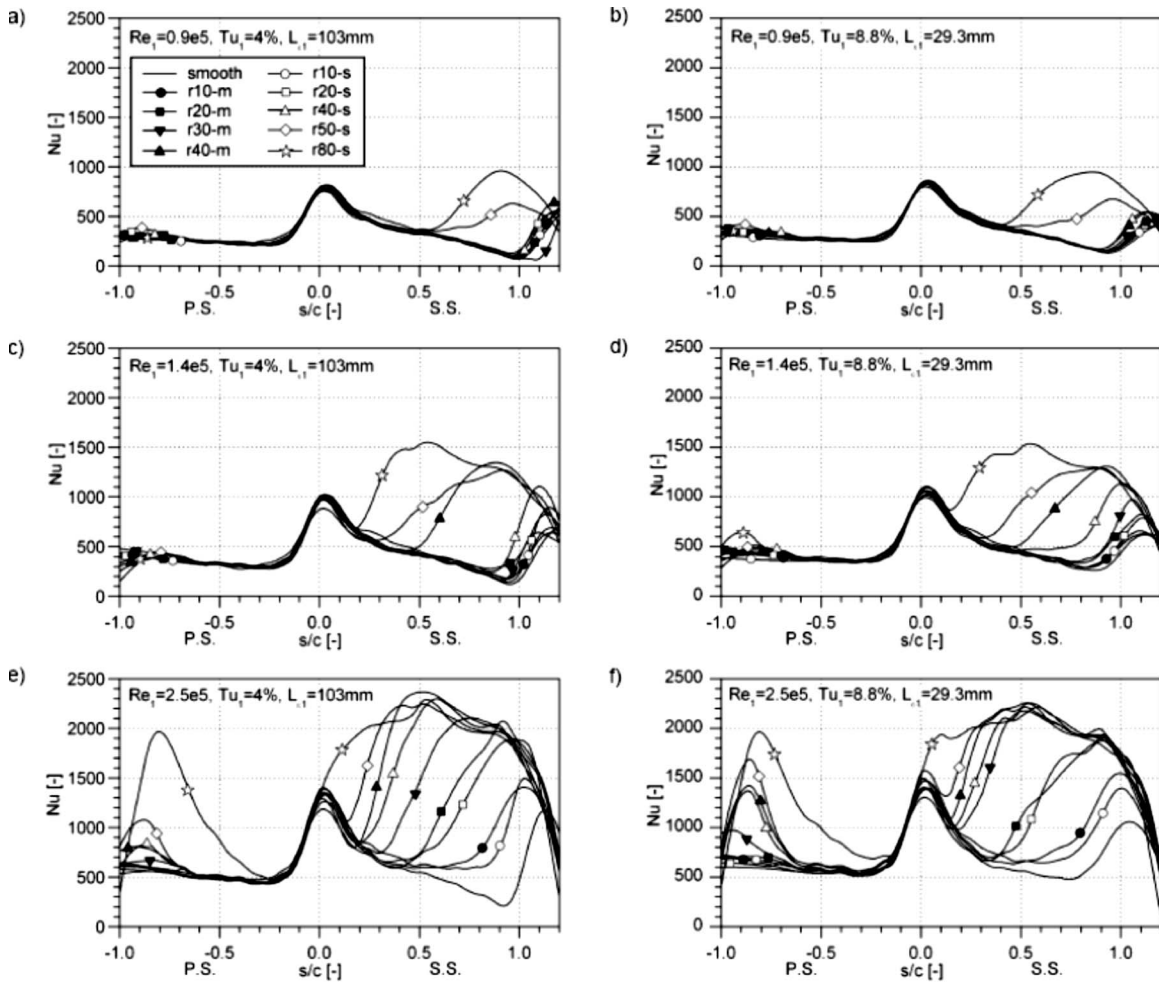 a)
Re1=0.9e5, Tu1=4%, L⍳1=103mm
smooth
r10-m
r20-m
r30-m
r40-m
r10-s
r20-s
r40-s
r50-s
r80-s
Nu [-]
2500
2000
1500
1000
500
0
-1.0 -0.5 0.0 0.5 1.0
P.S. s/c [-] S.S.
b)
Re1=0.9e5, Tu1=8.8%, L⍳1=29.3mm
Nu [-]
2500
2000
1500
1000
500
0
-1.0 -0.5 0.0 0.5 1.0
P.S. s/c [-] S.S.
c)
Re1=1.4e5, Tu1=4%, L⍳1=103mm
Nu [-]
2500
2000
1500
1000
500
0
-1.0 -0.5 0.0 0.5 1.0
P.S. s/c [-] S.S.
d)
Re1=1.4e5, Tu1=8.8%, L⍳1=29.3mm
Nu [-]
2500
2000
1500
1000
500
0
-1.0 -0.5 0.0 0.5 1.0
P.S. s/c [-] S.S.
e)
Re1=2.5e5, Tu1=4%, L⍳1=103mm
Nu [-]
2500
2000
1500
1000
500
0
-1.0 -0.5 0.0 0.5 1.0
P.S. s/c [-] S.S.
f)
Re1=2.5e5, Tu1=8.8%, L⍳1=29.3mm
Nu [-]
2500
2000
1500
1000
500
0
-1.0 -0.5 0.0 0.5 1.0
P.S. s/c [-] S.S.